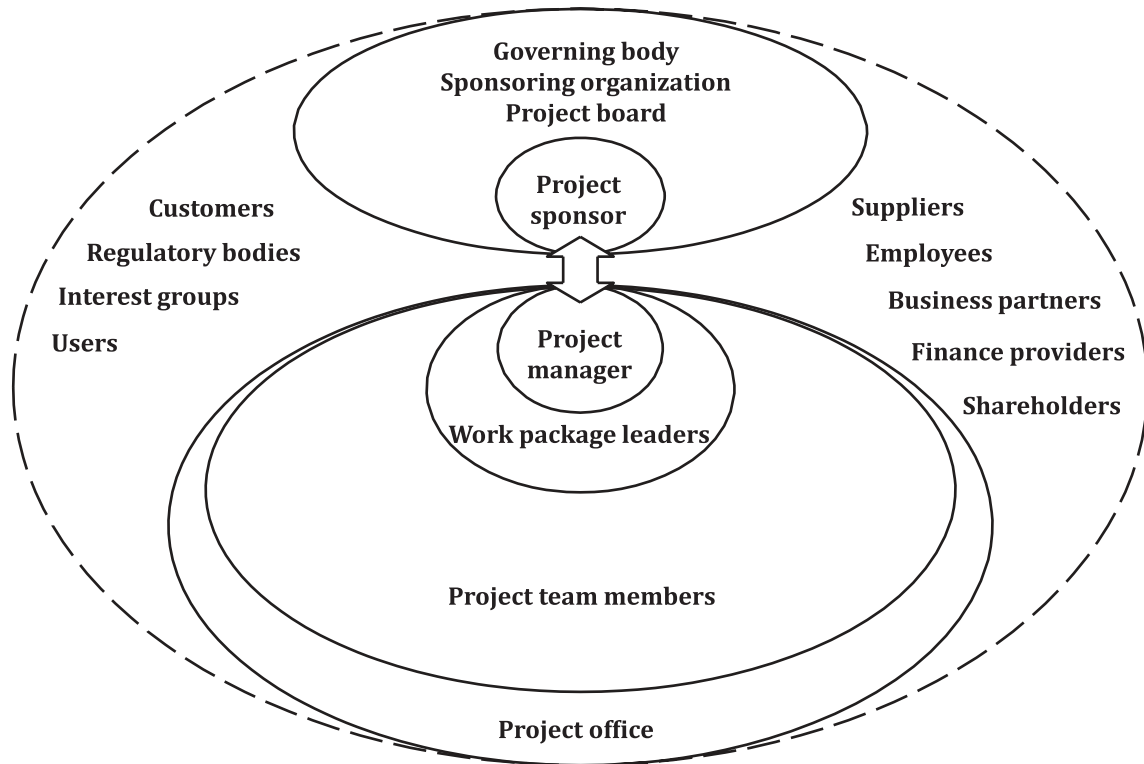 Governing body
Sponsoring organization
Project board
Project
sponsor
Customers
Regulatory bodies
Interest groups
Users
Suppliers
Employees
Business partners
Finance providers
Shareholders
Project
manager
Work package leaders
Project team members
Project office